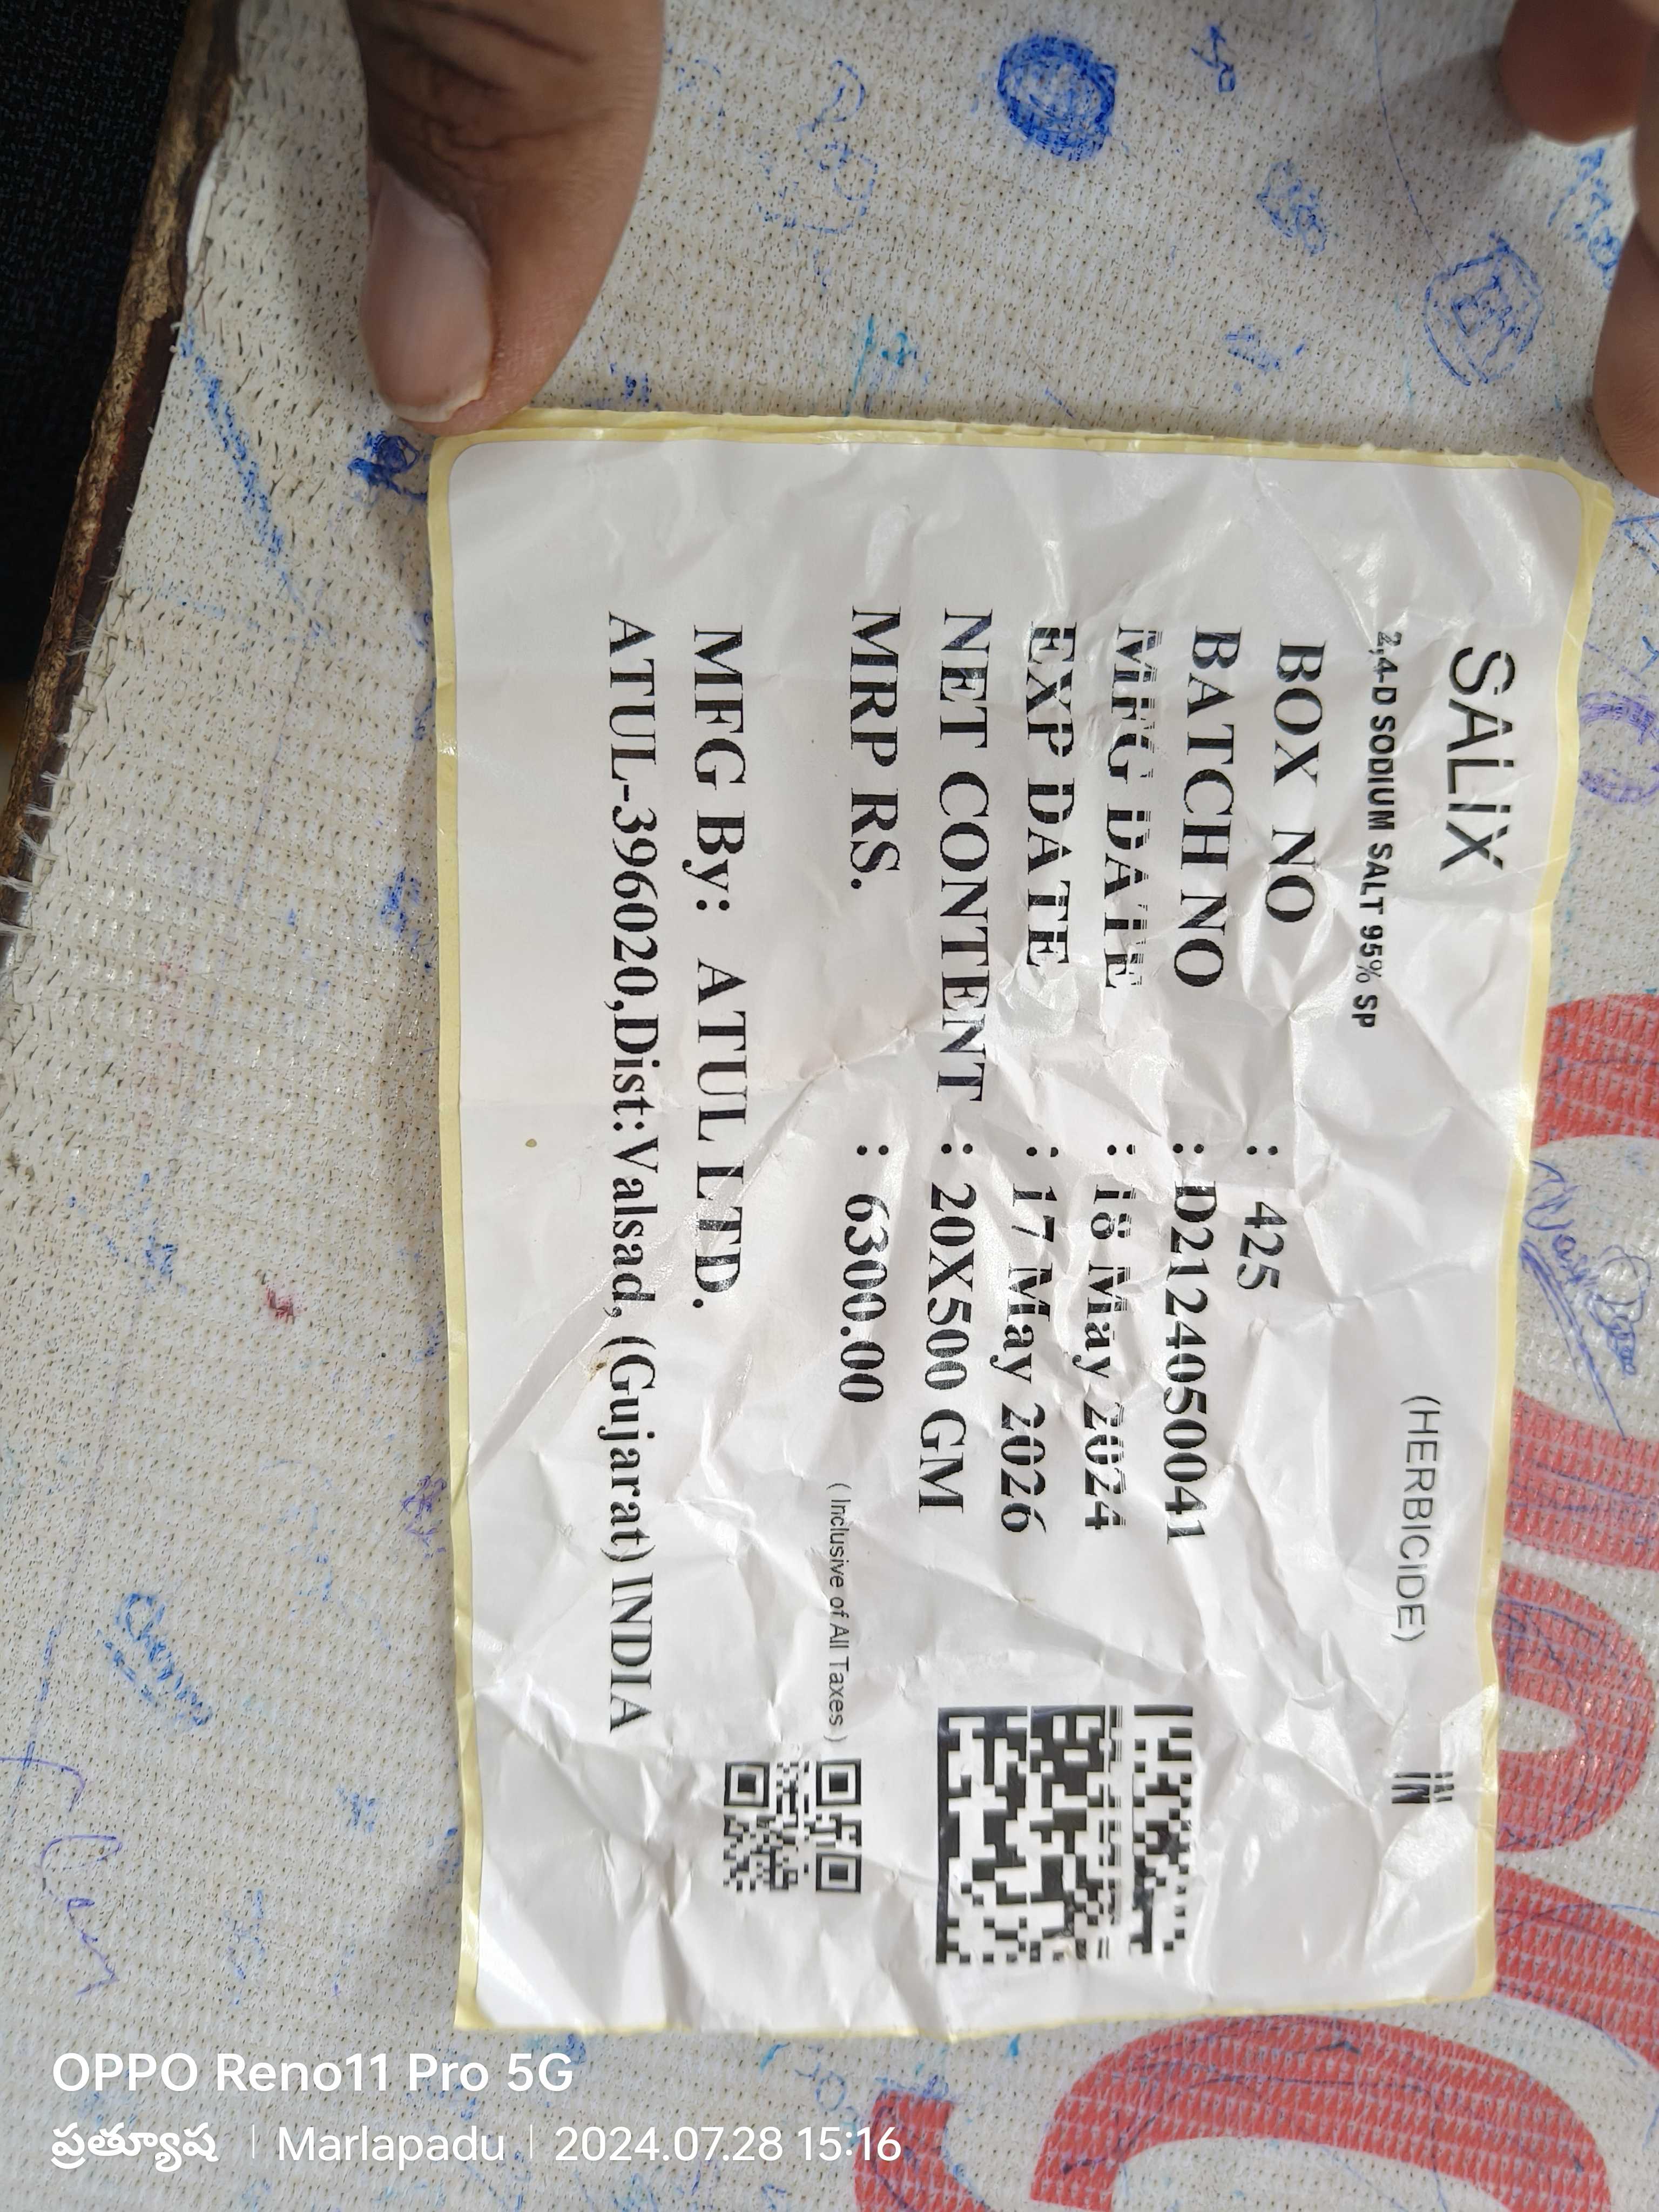 SALIX
2,4-D SODIUM SALT 95% SP
(HERBICIDE)
IN
BOX NO : 425
BATCH NO : D2124050041
MFG DATE : 18 May 2024
EXP DATE : 17 May 2026
NET CONTENT : 20X500 GM
MRP RS. : 6300.00 ( Inclusive of All Taxes )
MFG By: ATUL LTD.
ATUL-396020,Dist:Valsad, (Gujarat) INDIA
OPPO Reno11 Pro 5G
ప్రత్యూష | Marlapadu | 2024.07.28 15:16